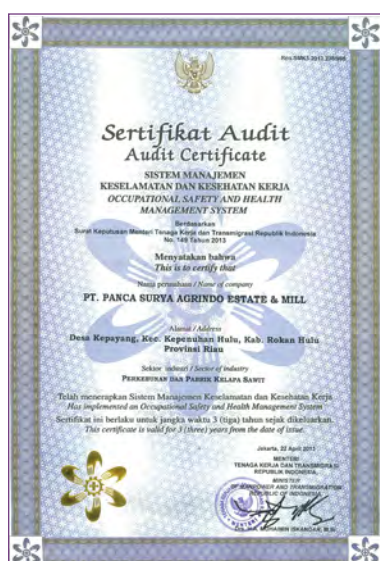 Sertifikat Audit
Audit Certificate
SISTEM MANAJEMEN
KESELAMATAN DAN KESEHATAN KERJA
OCCUPATIONAL SAFETY AND HEALTH
MANAGEMENT SYSTEM
Berdasarkan
Surat Keputusan Menteri Tenaga Kerja dan Transmigrasi Republik Indonesia
No. 149 Tahun 2013
Menyatakan bahwa
This is to certify that
Nama perusahaan / Name of company
PT. PANCA SURYA AGRINDO ESTATE & MILL
Alamat / Address
Desa Kepayang, Kec. Kepenuhan Hulu, Kab. Rokan Hulu
Provinsi Riau
Sektor industri / Sector of industry
PERKEBUNAN DAN PABRIK KELAPA SAWIT
Telah menerapkan Sistem Manajemen Keselamatan dan Kesehatan Kerja
Has implemented an Occupational Safety and Health Management System
Sertifikat ini berlaku untuk jangka waktu 3 (tiga) tahun sejak dikeluarkan.
This certificate is valid for 3 (three) years from the date of issue.
Jakarta, 22 April 2013
MENTERI
TENAGA KERJA DAN TRANSMIGRASI
REPUBLIK INDONESIA,
MINISTER
OF MANPOWER AND TRANSMIGRATION
REPUBLIC OF INDONESIA
MUHAIMIN ISKANDAR, M.Si